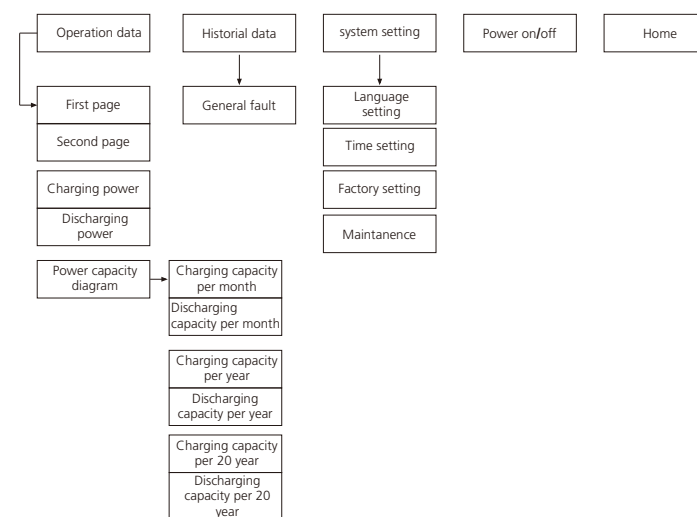 Operation data
Historial data
system setting
Power on/off
Home
First page
General fault
Language
setting
Second page
Time setting
Charging power
Factory setting
Discharging
power
Maintanence
Power capacity
diagram
Charging capacity
per month
Discharging
capacity per month
Charging capacity
per year
Discharging
capacity per year
Charging capacity
per 20 year
Discharging
capacity per 20
year